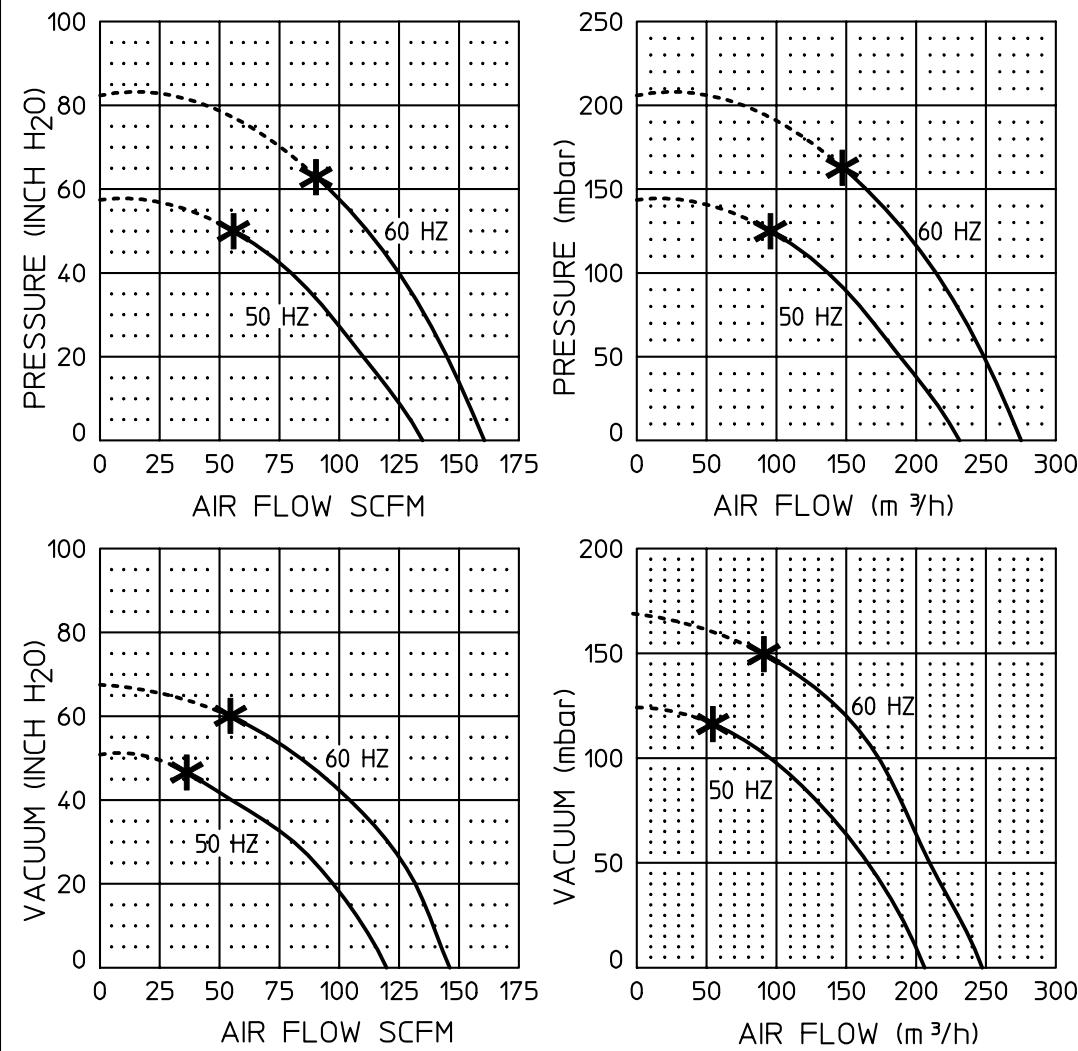 100
80
60
40
20
0
PRESSURE (INCH H2O)
60 HZ
50 HZ
0 25 50 75 100 125 150 175
AIR FLOW SCFM
250
200
150
100
50
0
PRESSURE (mbar)
60 HZ
50 HZ
0 50 100 150 200 250 300
AIR FLOW (m³/h)
100
80
60
40
20
0
VACUUM (INCH H2O)
60 HZ
50 HZ
0 25 50 75 100 125 150 175
AIR FLOW SCFM
200
150
100
50
0
VACUUM (mbar)
60 HZ
50 HZ
0 50 100 150 200 250 300
AIR FLOW (m³/h)